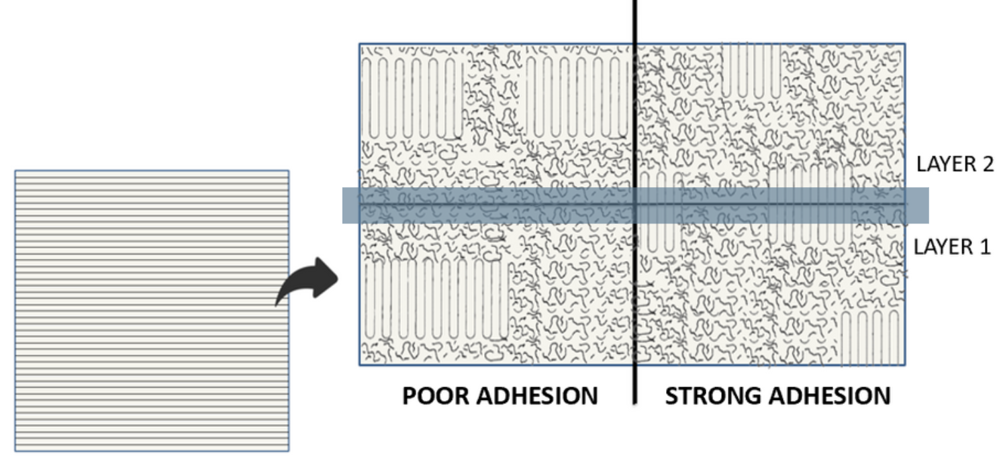 LAYER 2
LAYER 1
POOR ADHESION
STRONG ADHESION